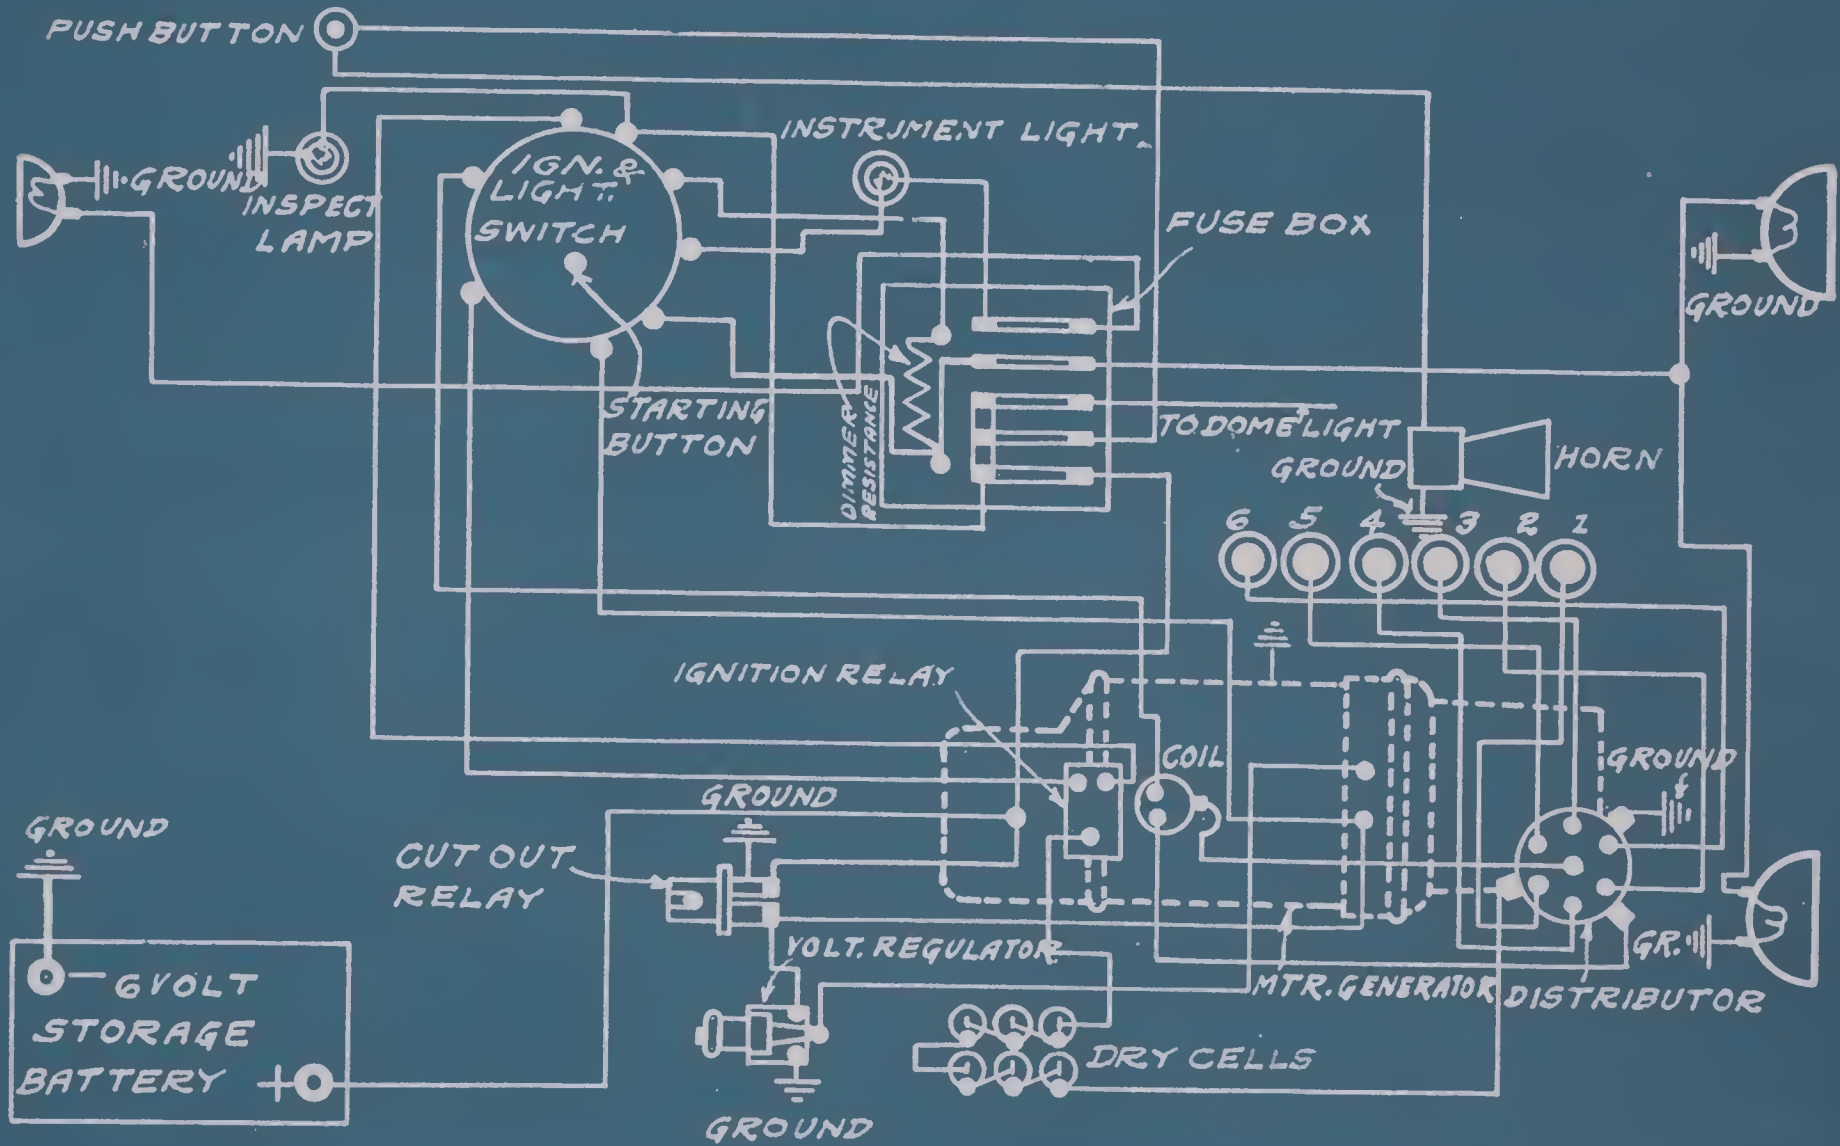 PUSH BUTTON
INSTRUMENT LIGHT.
GROUND
INSPECT
LAMP
IGN. &
LIGHT.
SWITCH
FUSE BOX
GROUND
STARTING
BUTTON
DIMMER
RESISTANCE
TO DOME LIGHT
GROUND
HORN
6 5 4 3 2 1
IGNITION RELAY
COIL
GROUND
GROUND
GROUND
CUT OUT
RELAY
VOLT. REGULATOR
GR.
MTR. GENERATOR
DISTRIBUTOR
- 6 VOLT
STORAGE
BATTERY +
DRY CELLS
GROUND